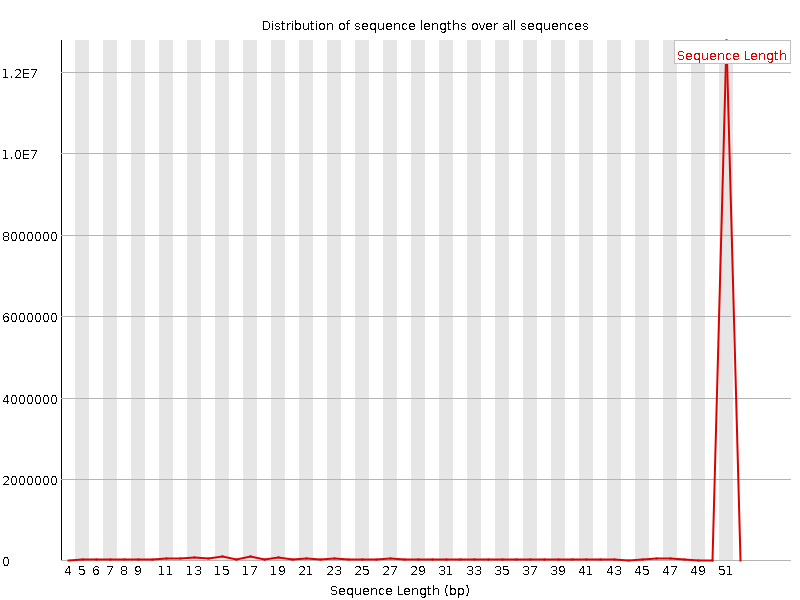 Distribution of sequence lengths over all sequences
Sequence Length
1.2E7
1.0E7
8000000
6000000
4000000
2000000
0
4 5 6 7 8 9 11 13 15 17 19 21 23 25 27 29 31 33 35 37 39 41 43 45 47 49 51
Sequence Length (bp)